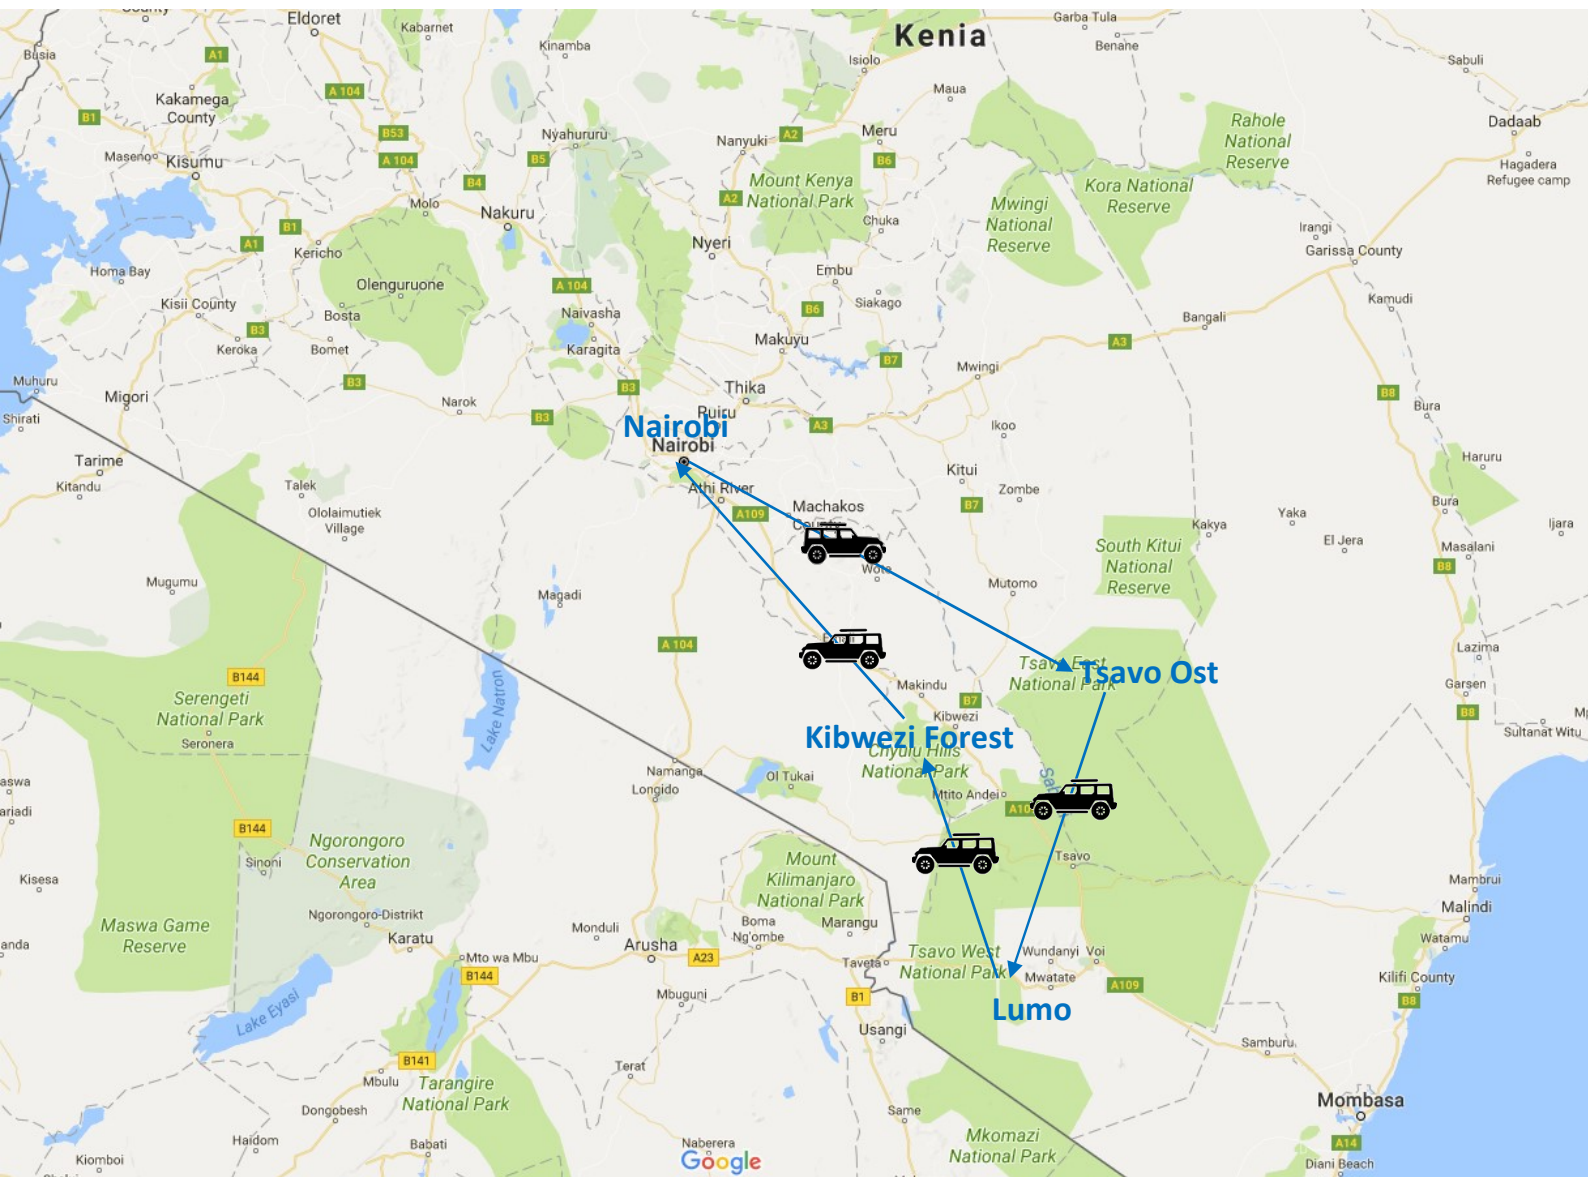 County
Eldoret
Kabarnet
Kenia
Garba Tula
Benane
Busia
A1
Kinamba
Isiolo
Sabuli
Kakamega
County
A 104
Maua
B1
B53
Nyahururu
Nanyuki
A2
Meru
Rahole
National
Reserve
Dadaab
Maseno
Kisumu
A 104
B5
B6
Hagadera
Refugee camp
B4
Mount Kenya
National Park
A2
Kora National
Reserve
Molo
Nakuru
Mwingi
National
Reserve
B1
A1
Kericho
Nyeri
Chuka
Irangi
Garissa County
Homa Bay
Olenguruone
A 104
Embu
Siakago
Kamudi
Kisii County
Bosta
Naivasha
B6
Bangali
B3
Keroka
Bomet
Karagita
Makuyu
A3
B7
Mwingi
Muhuru
Migori
B3
Narok
B3
Thika
B8
Shirati
B3
Ruiru
A3
Bura
Nairobi
Nairobi
Ikoo
Tarime
Kitandu
Talek
Athi River
Kitui
Haruru
Ololaimutiek
Village
A109
Machakos
County
B7
Zombe
Bura
Kakya
Yaka
Ijara
El Jera
Masalani
South Kitui
National
Reserve
B8
Mugumu
Magadi
Wote
Mutomo
A 104
Lazima
B144
Tsavo East
National Park
Tsavo Ost
Serengeti
National Park
Lake Natron
Makindu
B7
Garsen
B8
Seronera
Kibwezi
Kibwezi Forest
Chyulu Hills
National Park
Sultanat Witu
Namanga
Longido
Ol Tukai
Mtito Andei
A10
B144
Ngorongoro
Conservation
Area
Sinoni
Mount
Kilimanjaro
National Park
Tsavo
Kisesa
Mambrui
Malindi
Maswa Game
Reserve
Ngorongoro-Distrikt
Karatu
Monduli
Arusha
Boma
Ng'ombe
Marangu
Watamu
Mto wa Mbu
B144
A23
Taveta
Tsavo West
National Park
Wundanyi
Voi
Mwatate
A109
Kilifi County
B8
Mbuguni
B1
Lumo
Lake Eyasi
Usangi
Samburu
B141
Mbulu
Terat
Tarangire
National Park
Dongobesh
Same
Mombasa
Haidom
Babati
Naberera
Mkomazi
National Park
A14
Kiomboi
Google
Diani Beach